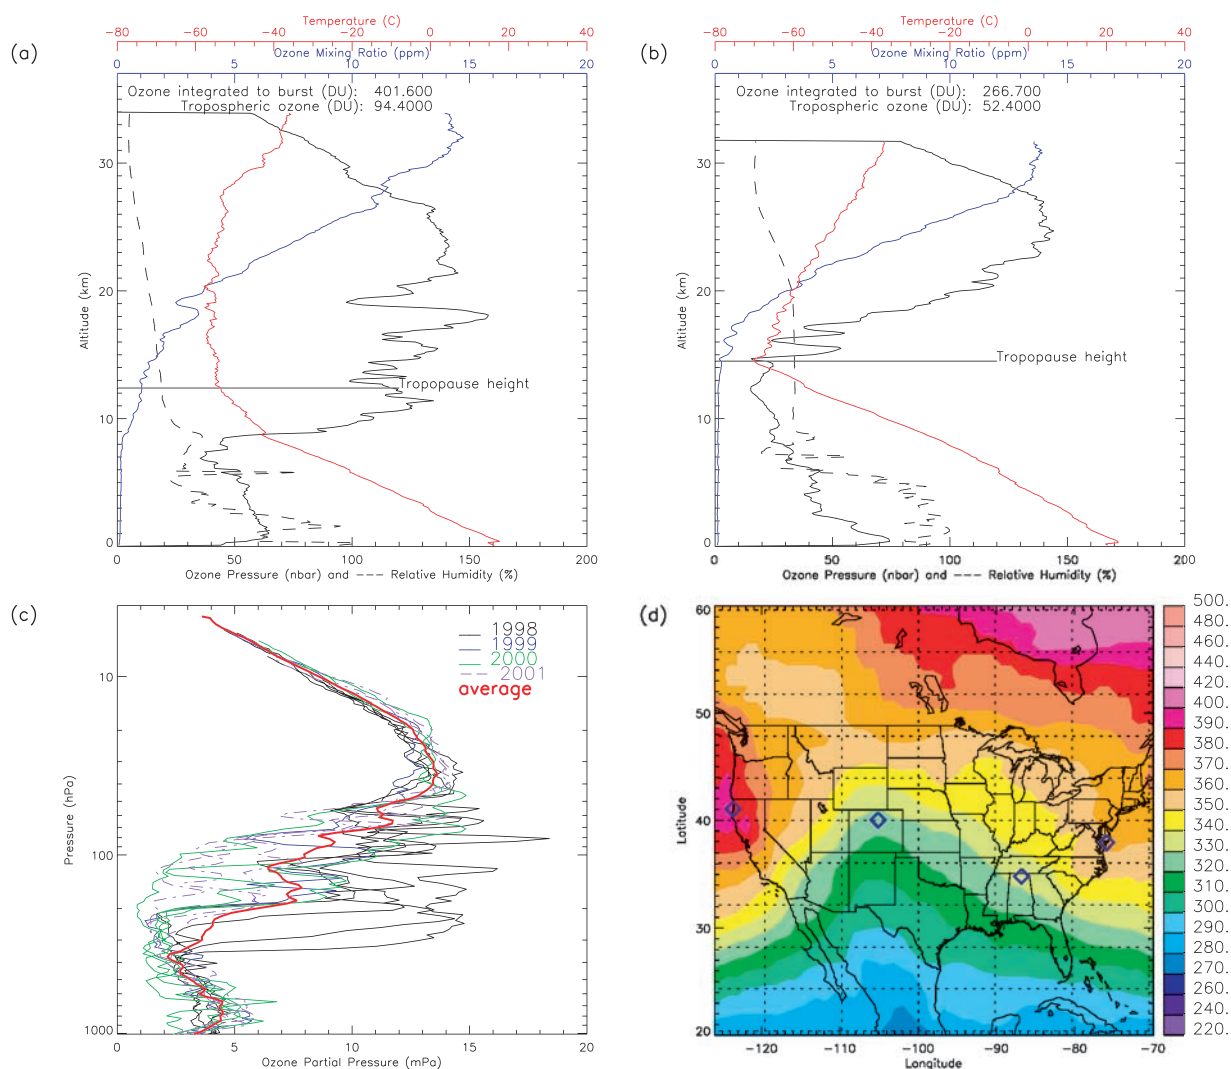 (a)
Temperature (C)
-80 -60 -40 -20 0 20 40
Ozone Mixing Ratio (ppm)
0 5 10 15 20
Ozone integrated to burst (DU): 401.600
Tropospheric ozone (DU): 94.4000
Altitude (km)
30
20
10
0
Tropopause height
0 50 100 150 200
Ozone Pressure (nbar) and --- Relative Humidity (%)
(b)
Temperature (C)
-80 -60 -40 -20 0 20 40
Ozone Mixing Ratio (ppm)
0 5 10 15 20
Ozone integrated to burst (DU): 266.700
Tropospheric ozone (DU): 52.4000
Altitude (km)
30
20
10
0
Tropopause height
0 50 100 150 200
Ozone Pressure (nbar) and --- Relative Humidity (%)
(c)
1998
1999
2000
2001
average
Pressure (hPa)
10
100
1000
0 5 10 15 20
Ozone Partial Pressure (mPa)
(d)
Latitude
60
50
40
30
20
-120 -110 -100 -90 -80 -70
Longitude
500.
480.
460.
440.
420.
400.
390.
380.
370.
360.
350.
340.
330.
320.
310.
300.
290.
280.
270.
260.
240.
220.